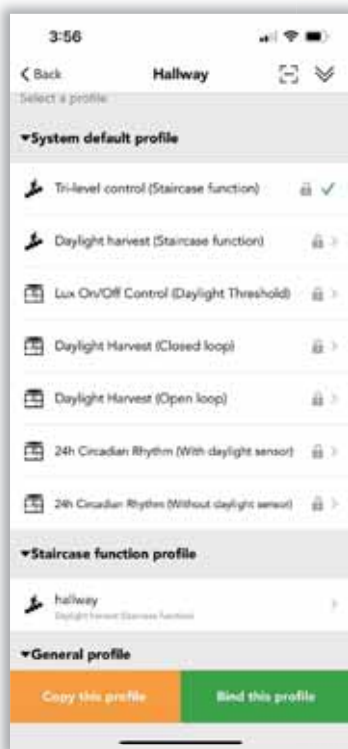 3:56
Back
Hallway
Select a profile
System default profile
Tri-level control (Staircase function)
Daylight harvest (Staircase function)
Lux On/Off Control (Daylight Threshold)
Daylight Harvest (Closed loop)
Daylight Harvest (Open loop)
24h Circadian Rhythm (With daylight sensor)
24h Circadian Rhythm (Without daylight sensor)
Staircase function profile
hallway
Daylight harvest (Staircase function)
General profile
Copy this profile
Bind this profile